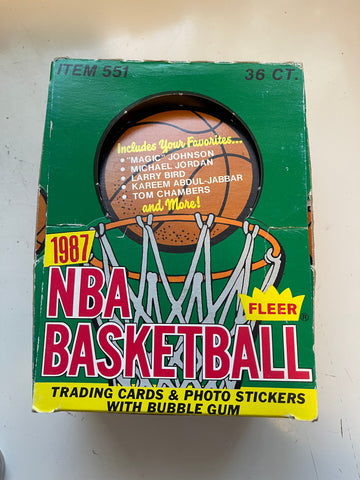 ITEM 551 36 CT.
Includes Your Favorites...
• "MAGIC" JOHNSON
• MICHAEL JORDAN
• LARRY BIRD
• KAREEM ABDUL-JABBAR
• TOM CHAMBERS
and More!
1987
NBA
FLEER®
BASKETBALL
TRADING CARDS & PHOTO STICKERS
WITH BUBBLE GUM